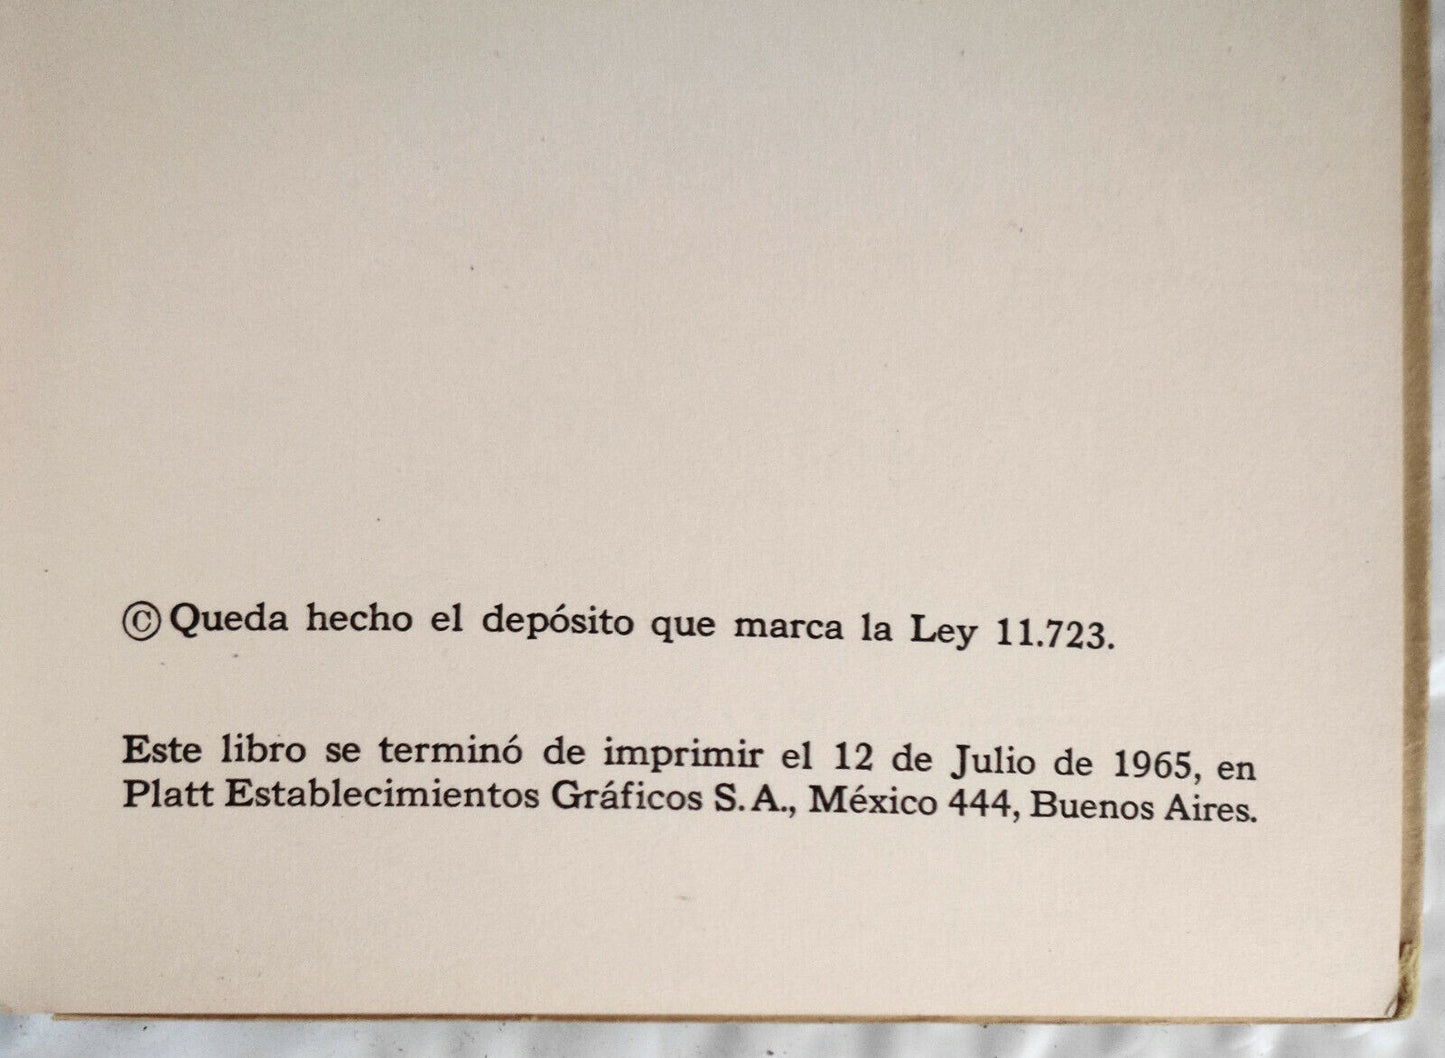 © Queda hecho el depósito que marca la Ley 11.723.
Este libro se terminó de imprimir el 12 de Julio de 1965, en
Platt Establecimientos Gráficos S.A., México 444, Buenos Aires.